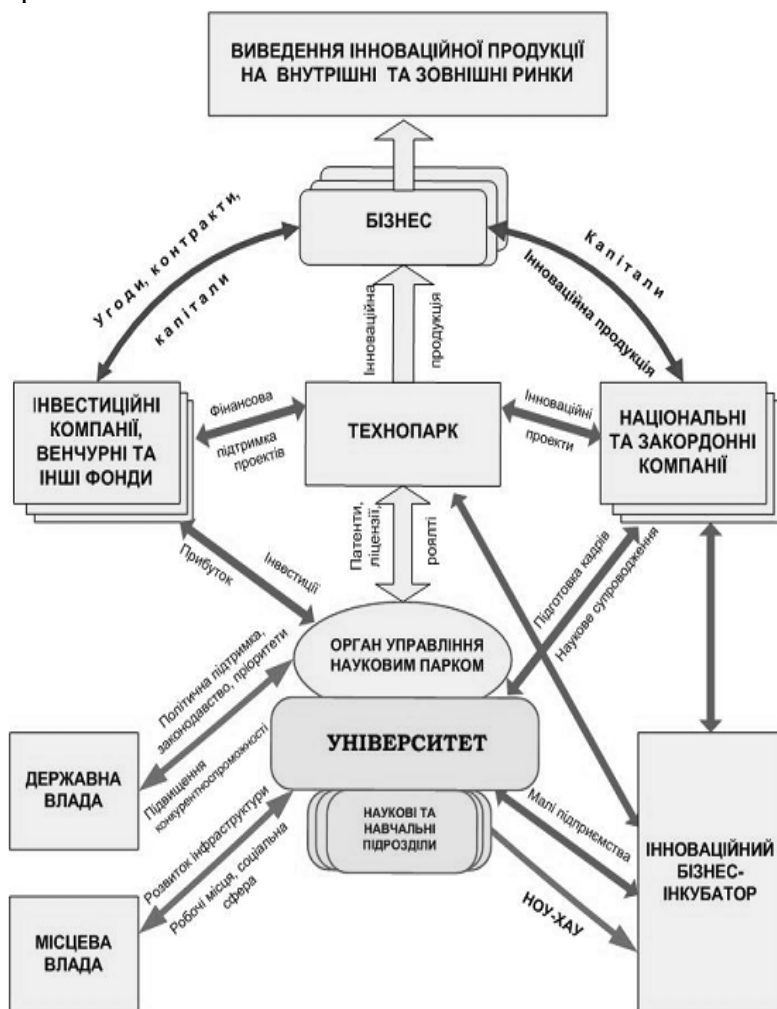 ВИВЕДЕННЯ ІННОВАЦІЙНОЇ ПРОДУКЦІЇ
НА ВНУТРІШНІ ТА ЗОВНІШНІ РИНКИ
БІЗНЕС
Угоди, контракти,
капітали
Капітали
Інноваційна продукція
Інноваційна
продукція
ІНВЕСТИЦІЙНІ
КОМПАНІЇ,
ВЕНЧУРНІ ТА
ІНШІ ФОНДИ
Фінансова
підтримка
проектів
ТЕХНОПАРК
Інноваційні
проекти
НАЦІОНАЛЬНІ
ТА ЗАКОРДОННІ
КОМПАНІЇ
Прибуток
Інвестиції
Патенти,
ліцензії,
роялті
Підготовка кадрів
Наукове супроводження
ОРГАН УПРАВЛІННЯ
НАУКОВИМ ПАРКОМ
Політична підтримка,
законодавство, пріоритети
Підвищення
конкурентноспроможності
УНІВЕРСИТЕТ
ДЕРЖАВНА
ВЛАДА
НАУКОВІ ТА
НАВЧАЛЬНІ
ПІДРОЗДІЛИ
Малі підприємства
ІННОВАЦІЙНИЙ
БІЗНЕС-
ІНКУБАТОР
Розвиток інфраструктури
Робочі місця, соціальна
сфера
НОУ-ХАУ
МІСЦЕВА
ВЛАДА